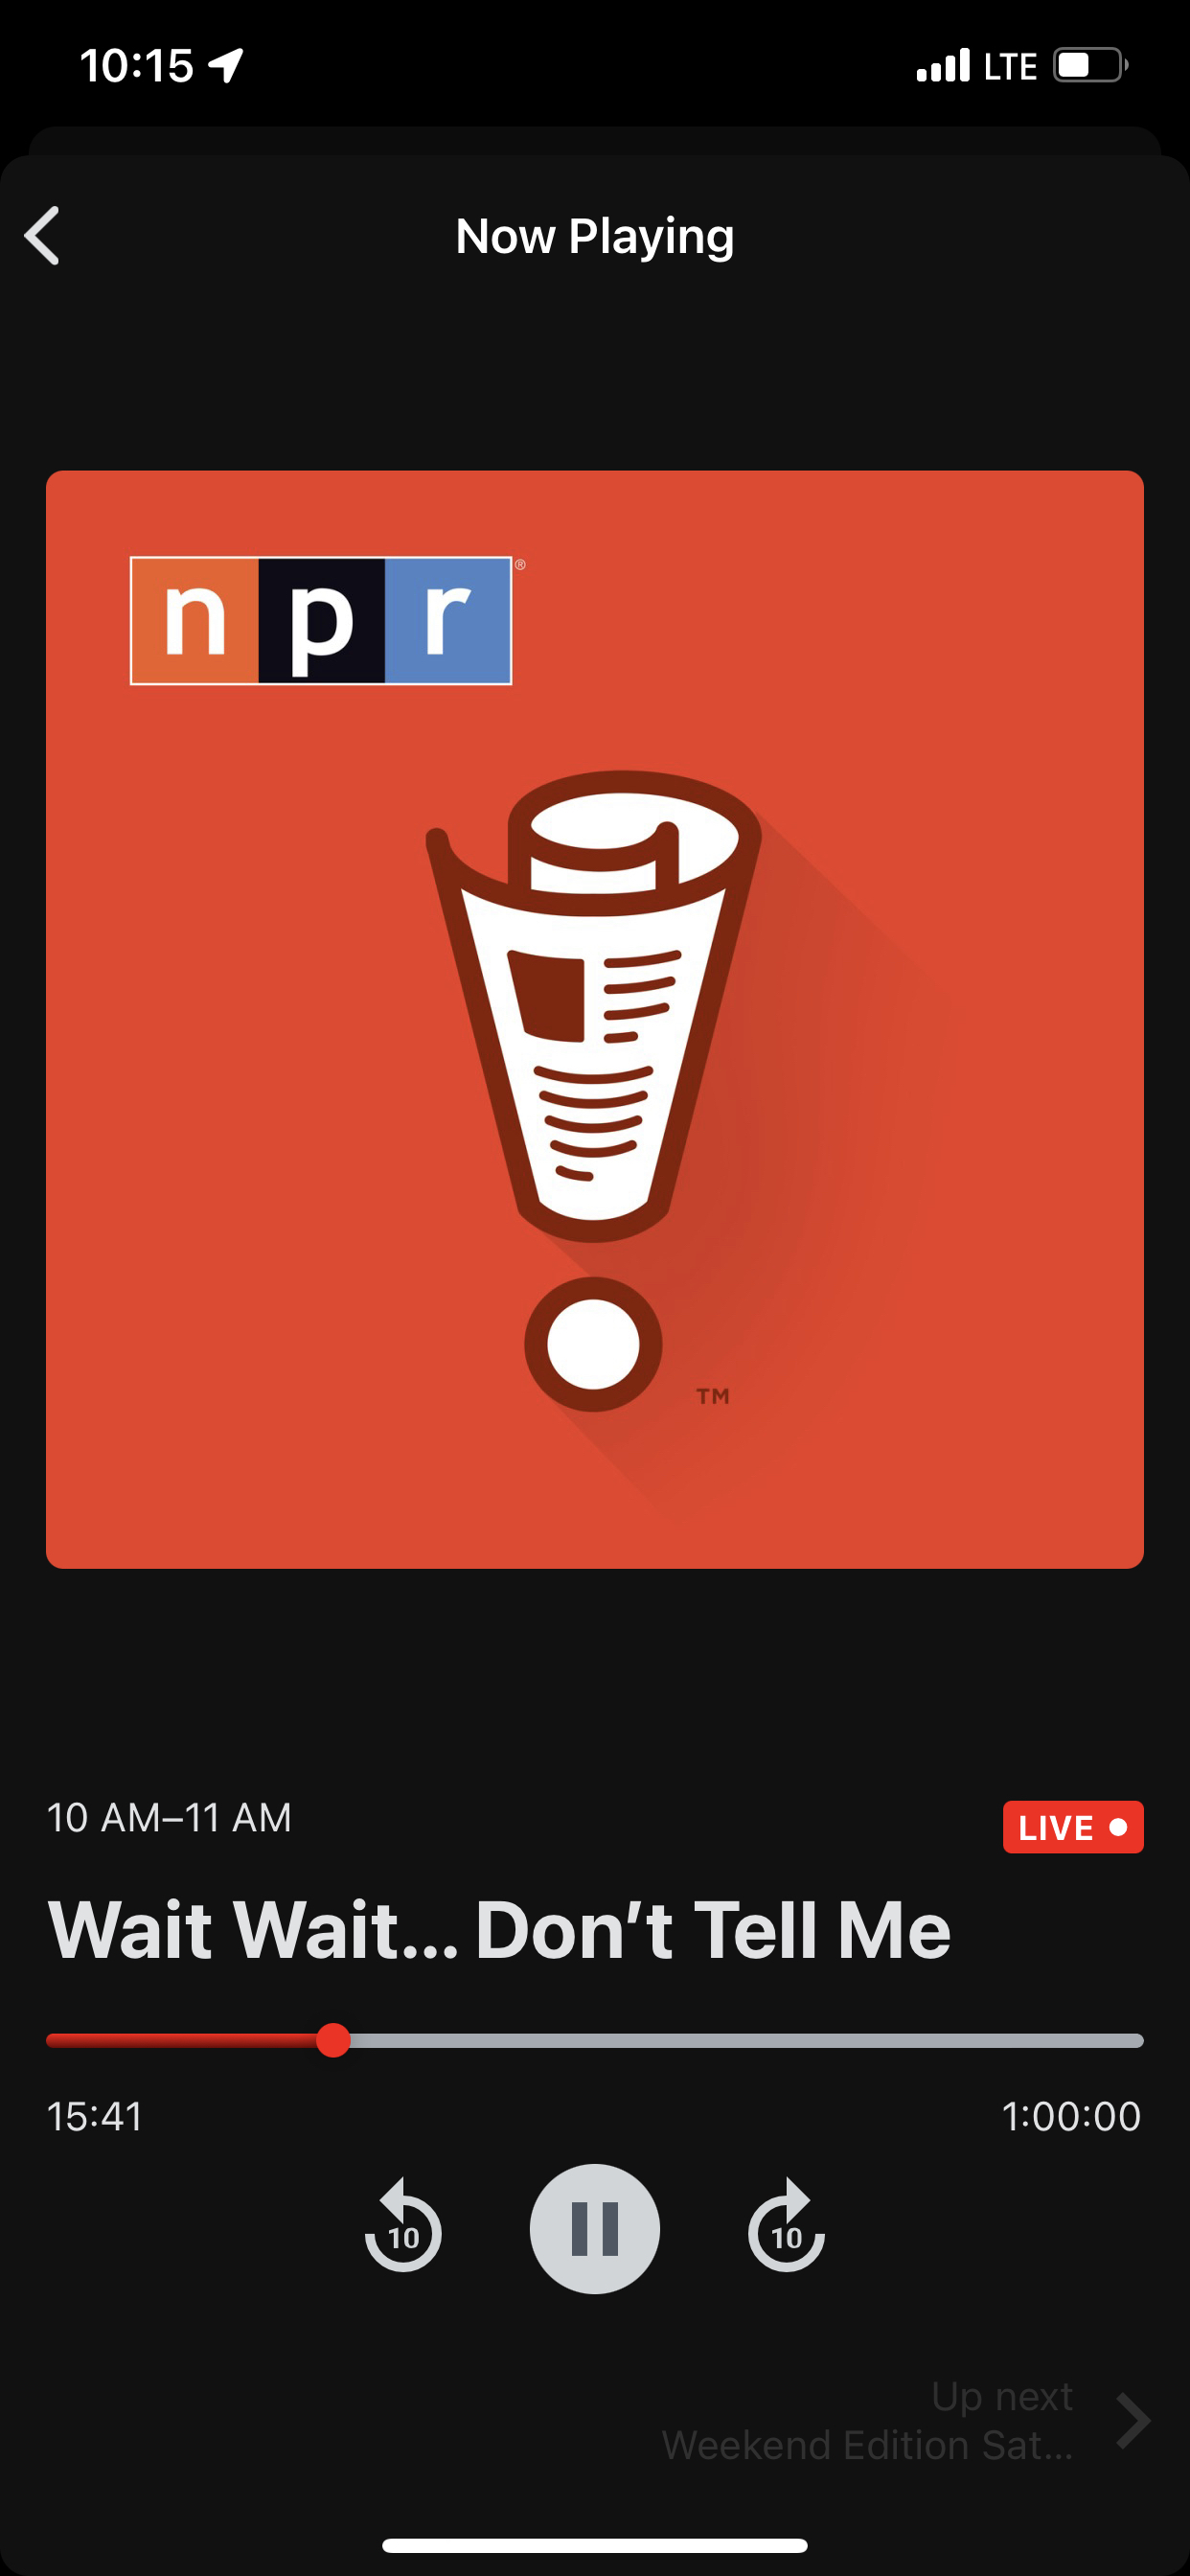 10:15 LTE
Now Playing
npr®
TM
10 AM–11 AM LIVE
Wait Wait... Don’t Tell Me
15:41 1:00:00
10 10
Up next
Weekend Edition Sat...